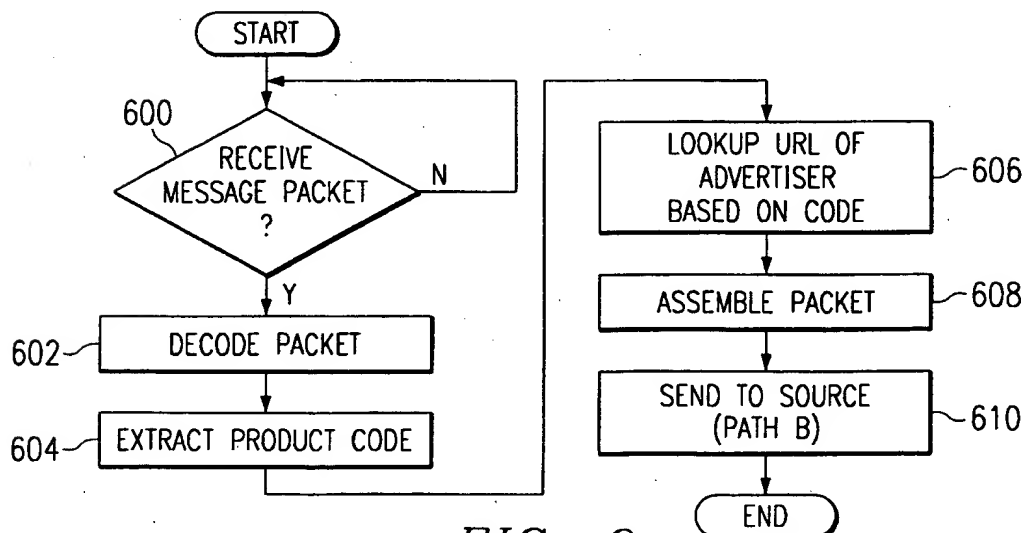 START
600
RECEIVE
MESSAGE PACKET
?
N
Y
602
DECODE PACKET
604
EXTRACT PRODUCT CODE
LOOKUP URL OF
ADVERTISER
BASED ON CODE
606
ASSEMBLE PACKET
608
SEND TO SOURCE
(PATH B)
610
END